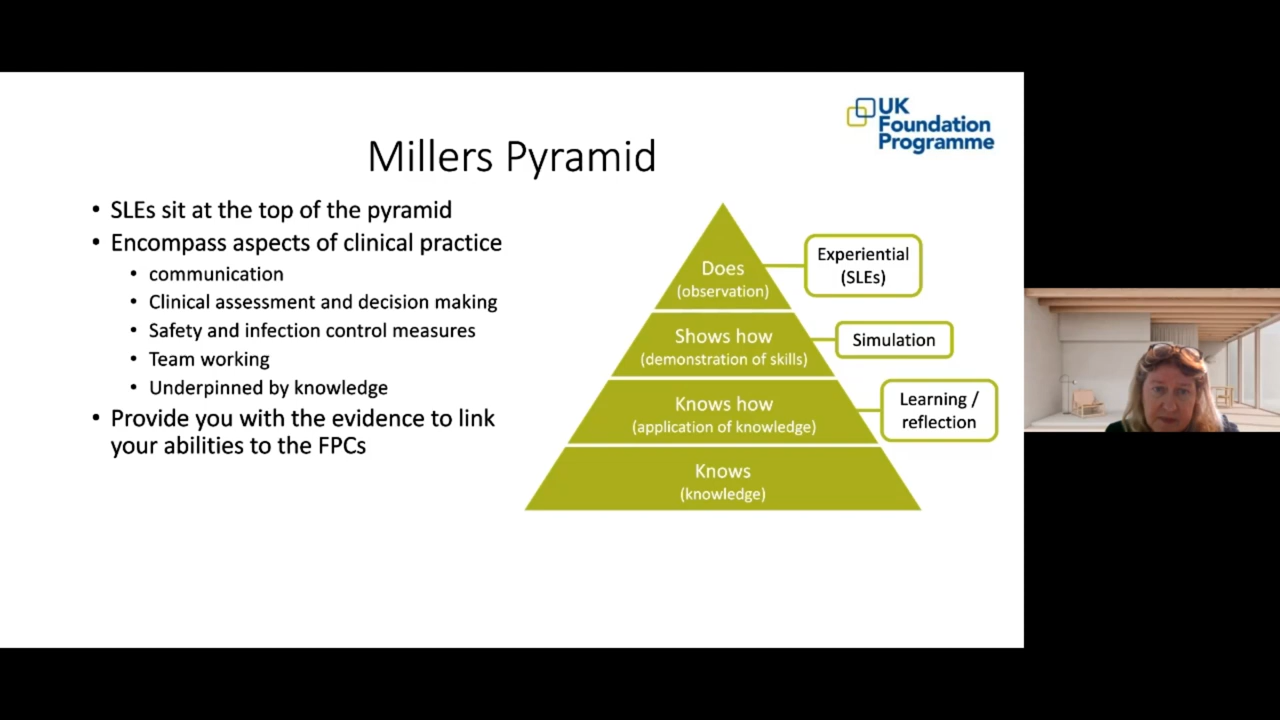 UK
Foundation
Programme
Millers Pyramid
• SLEs sit at the top of the pyramid
• Encompass aspects of clinical practice
• communication
• Clinical assessment and decision making
• Safety and infection control measures
• Team working
• Underpinned by knowledge
• Provide you with the evidence to link
your abilities to the FPCs
Does
(observation)
Experiential
(SLEs)
Shows how
(demonstration of skills)
Simulation
Knows how
(application of knowledge)
Learning /
reflection
Knows
(knowledge)